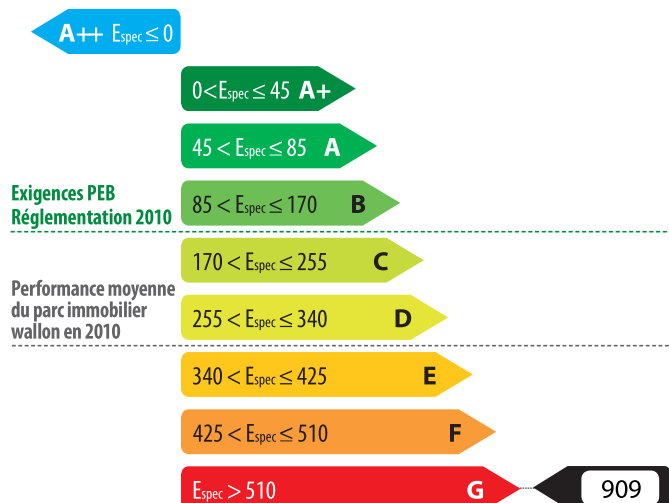 A++ Espec ≤ 0
0 < Espec ≤ 45 A+
45 < Espec ≤ 85 A
Exigences PEB
Réglementation 2010
85 < Espec ≤ 170 B
170 < Espec ≤ 255 C
Performance moyenne
du parc immobilier
wallon en 2010
255 < Espec ≤ 340 D
340 < Espec ≤ 425 E
425 < Espec ≤ 510 F
Espec > 510 G 909